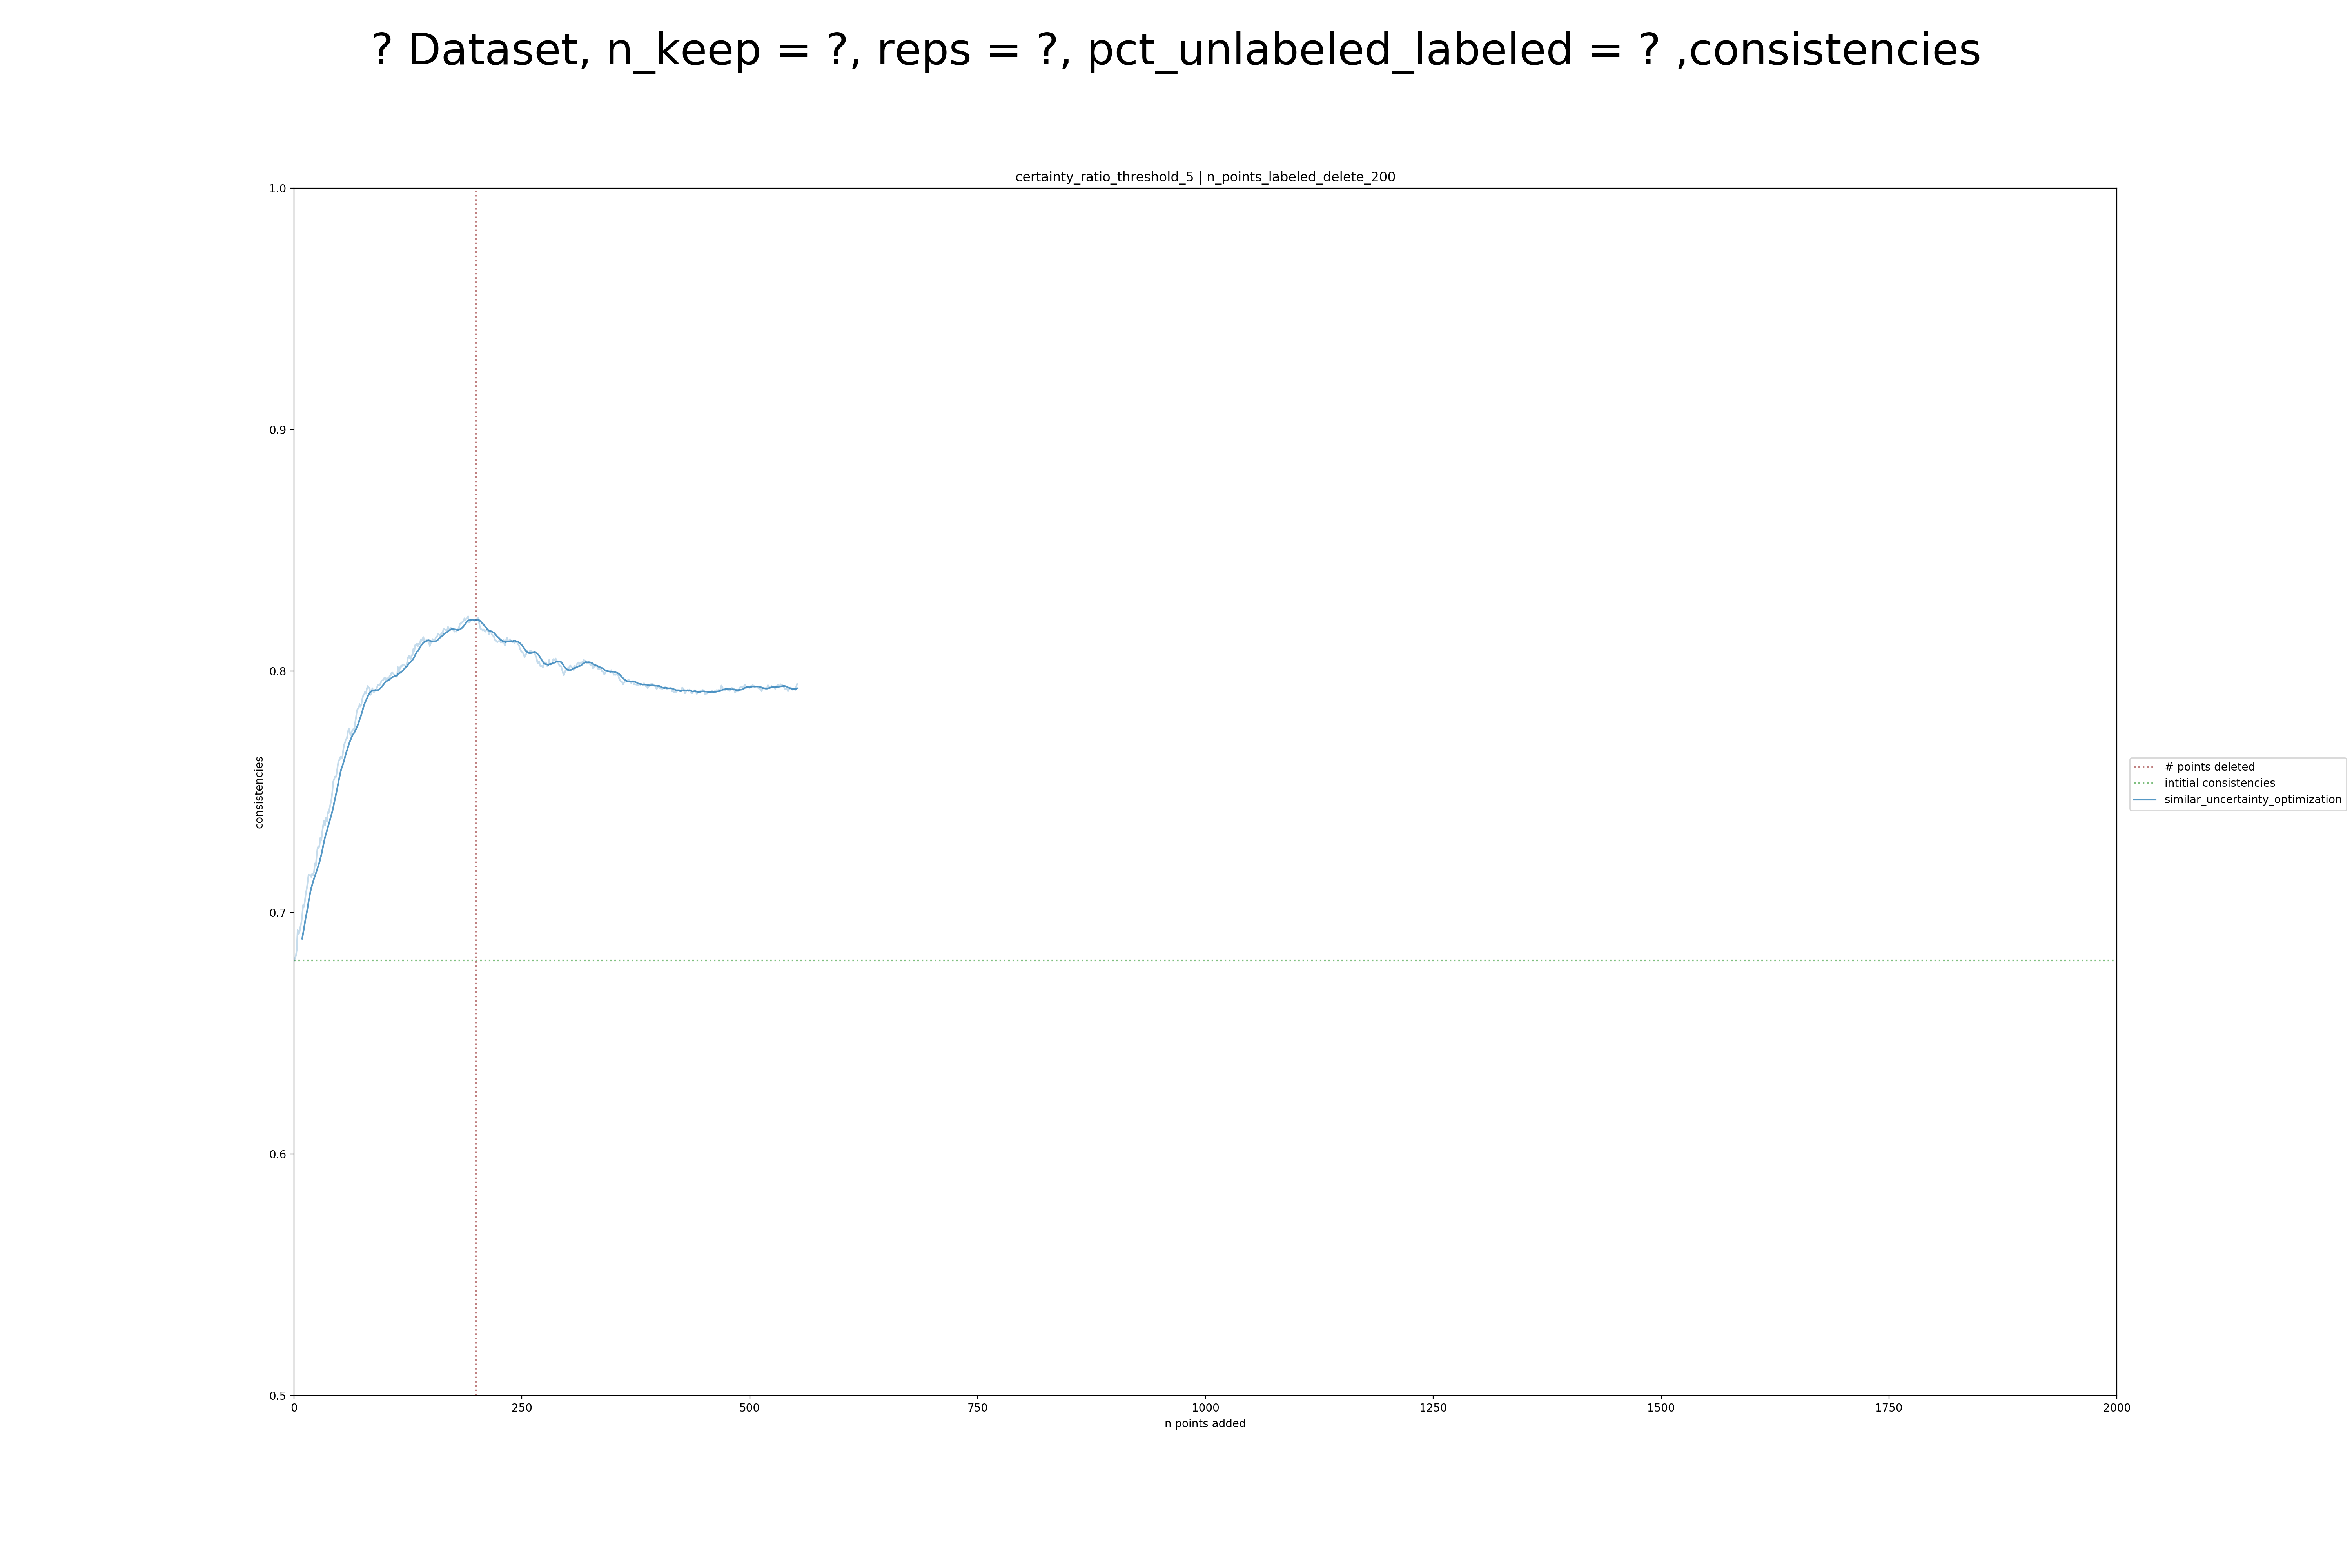 ? Dataset, n_keep = ?, reps = ?, pct_unlabeled_labeled = ? ,consistencies
certainty_ratio_threshold_5 | n_points_labeled_delete_200
1.0
0.9
0.8
0.7
0.6
0.5
consistencies
0 250 500 750 1000 1250 1500 1750 2000
n points added
# points deleted
intitial consistencies
similar_uncertainty_optimization